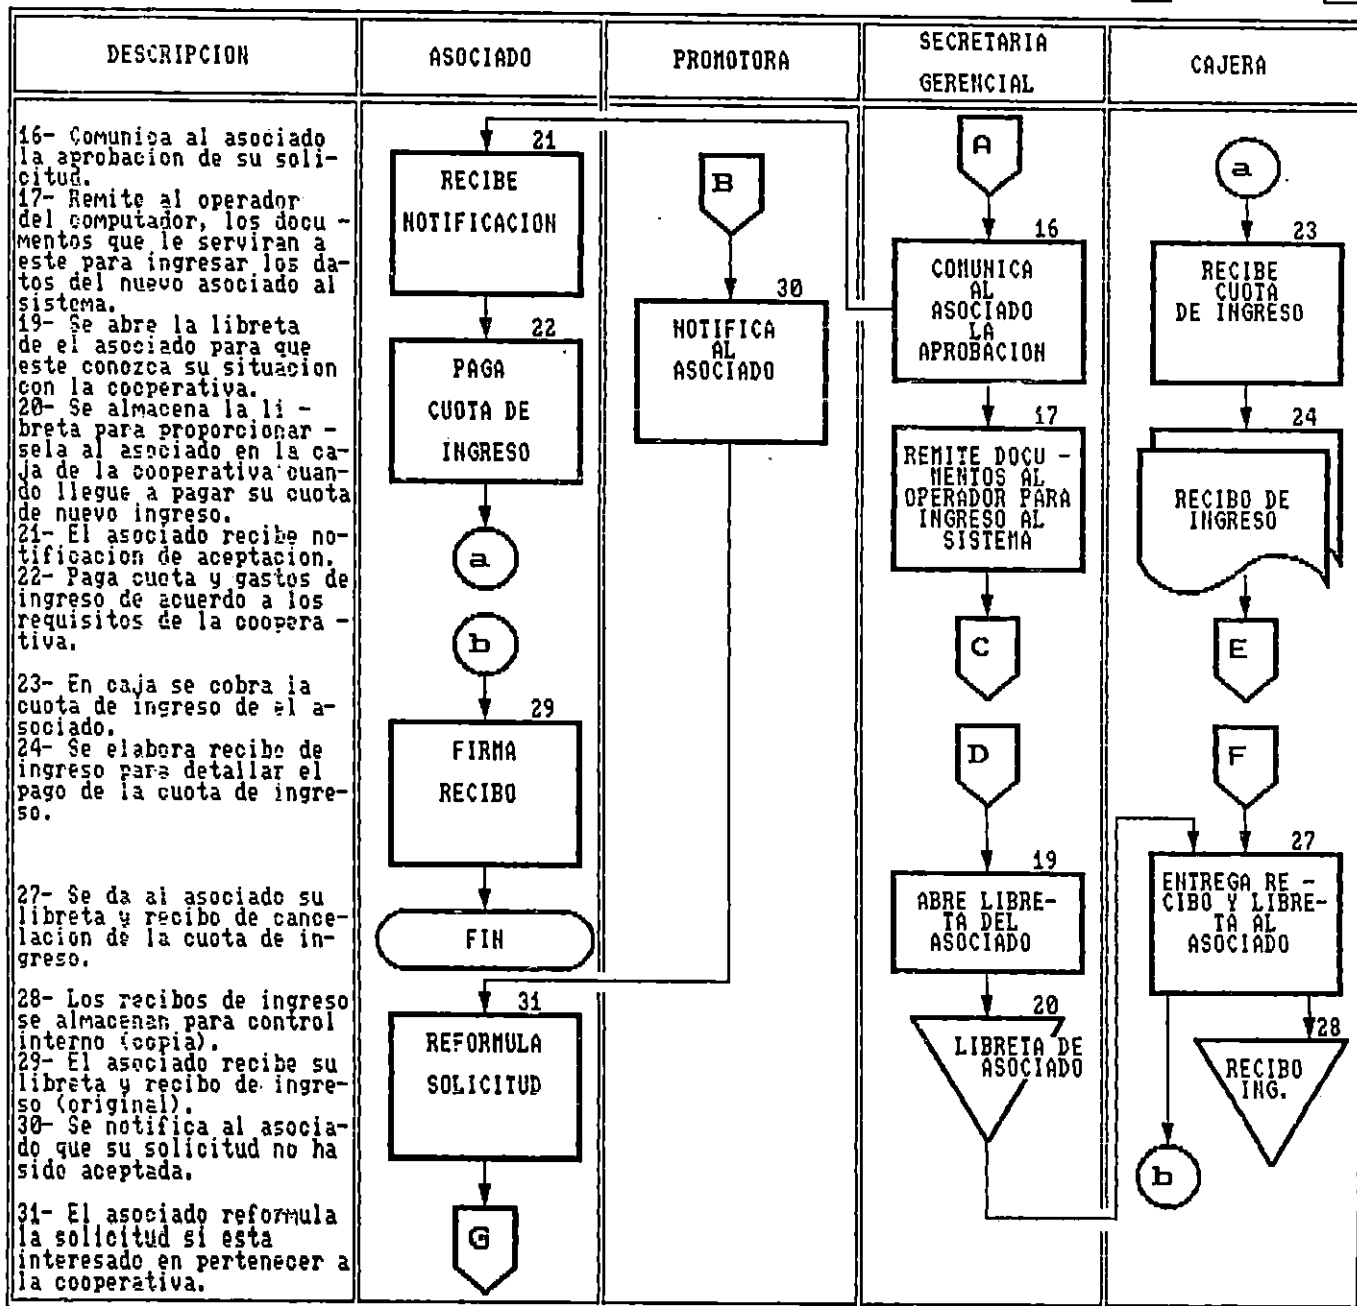 DESCRIPCION
ASOCIADO
PROMOTORA
SECRETARIA
GERENCIAL
CAJERA
16- Comunica al asociado
la aprobacion de su soli-
citud.
17- Remite al operador
del computador, los docu -
mentos que le serviran a
este para ingresar los da-
tos del nuevo asociado al
sistema.
19- Se abre la libreta
de el asociado para que
este conozca su situacion
con la cooperativa.
20- Se almacena la li -
breta para proporcionar -
sela al asociado en la ca-
ja de la cooperativa cuan-
do llegue a pagar su cuota
de nuevo ingreso.
21- El asociado recibe no-
tificacion de aceptacion.
22- Paga cuota y gastos de
ingreso de acuerdo a los
requisitos de la coopera -
tiva.
23- En caja se cobra la
cuota de ingreso de el a-
sociado.
24- Se elabora recibo de
ingreso para detallar el
pago de la cuota de ingre-
so.
27- Se da al asociado su
libreta y recibo de cance-
lacion de la cuota de in-
greso.
28- Los recibos de ingreso
se almacenan para control
interno (copia).
29- El asociado recibe su
libreta y recibo de ingre-
so (original).
30- Se notifica al asocia-
do que su solicitud no ha
sido aceptada.
31- El asociado reformula
la solicitud si esta
interesado en pertenecer a
la cooperativa.
21
RECIBE
NOTIFICACION
22
PAGA
CUOTA DE
INGRESO
a
b
29
FIRMA
RECIBO
FIN
31
REFORMULA
SOLICITUD
G
B
30
NOTIFICA
AL
ASOCIADO
A
16
COMUNICA
AL
ASOCIADO
LA
APROBACION
17
REMITE DOCU -
MENTOS AL
OPERADOR PARA
INGRESO AL
SISTEMA
C
D
19
ABRE LIBRE-
TA DEL
ASOCIADO
20
LIBRETA DE
ASOCIADO
a
23
RECIBE
CUOTA
DE INGRESO
24
RECIBO DE
INGRESO
E
F
27
ENTREGA RE -
CIBO Y LIBRE-
TA AL
ASOCIADO
28
RECIBO
ING.
b